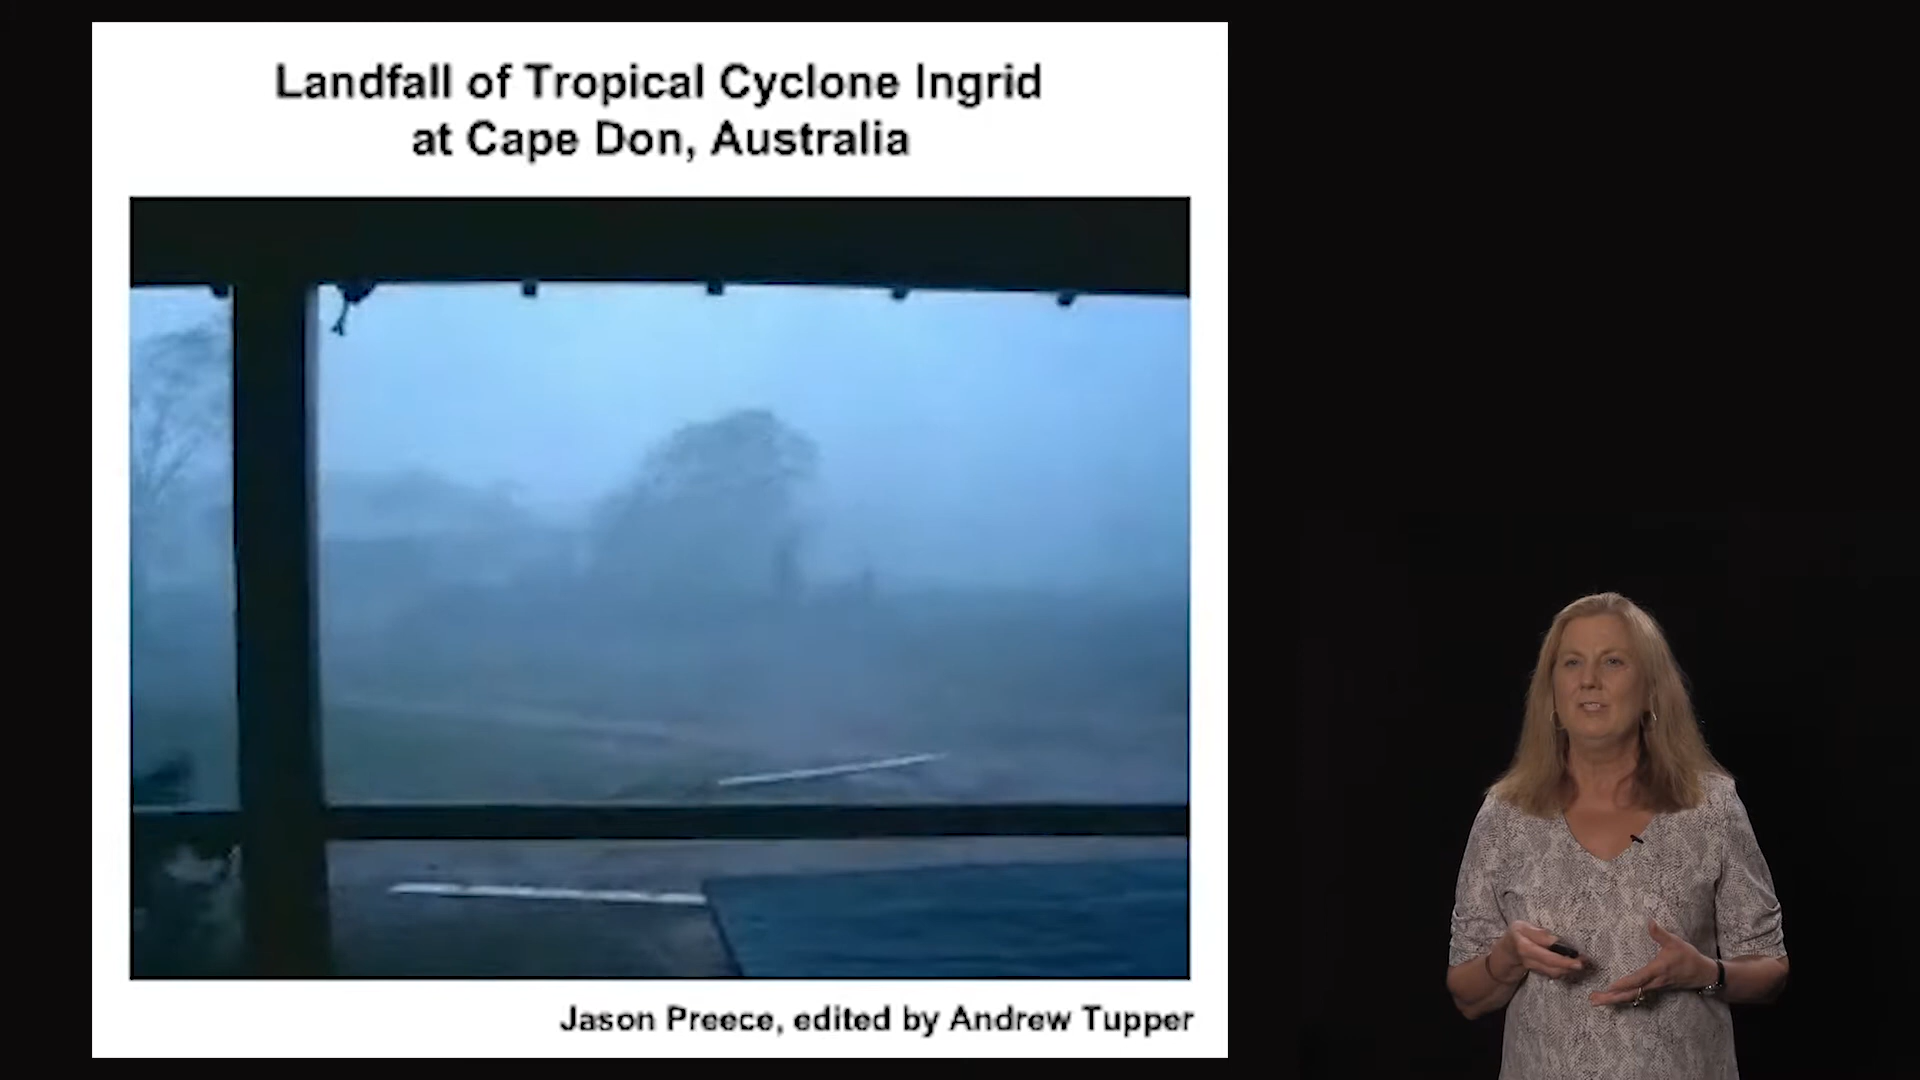 Landfall of Tropical Cyclone Ingrid
at Cape Don, Australia
Jason Preece, edited by Andrew Tupper